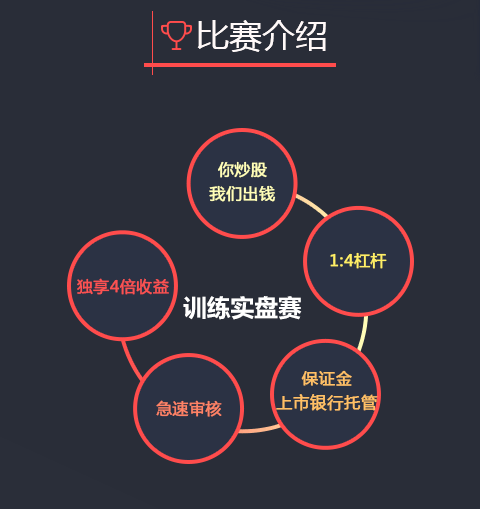 比赛介绍
你炒股
我们出钱
1:4杠杆
独享4倍收益
训练实盘赛
保证金
上市银行托管
急速审核